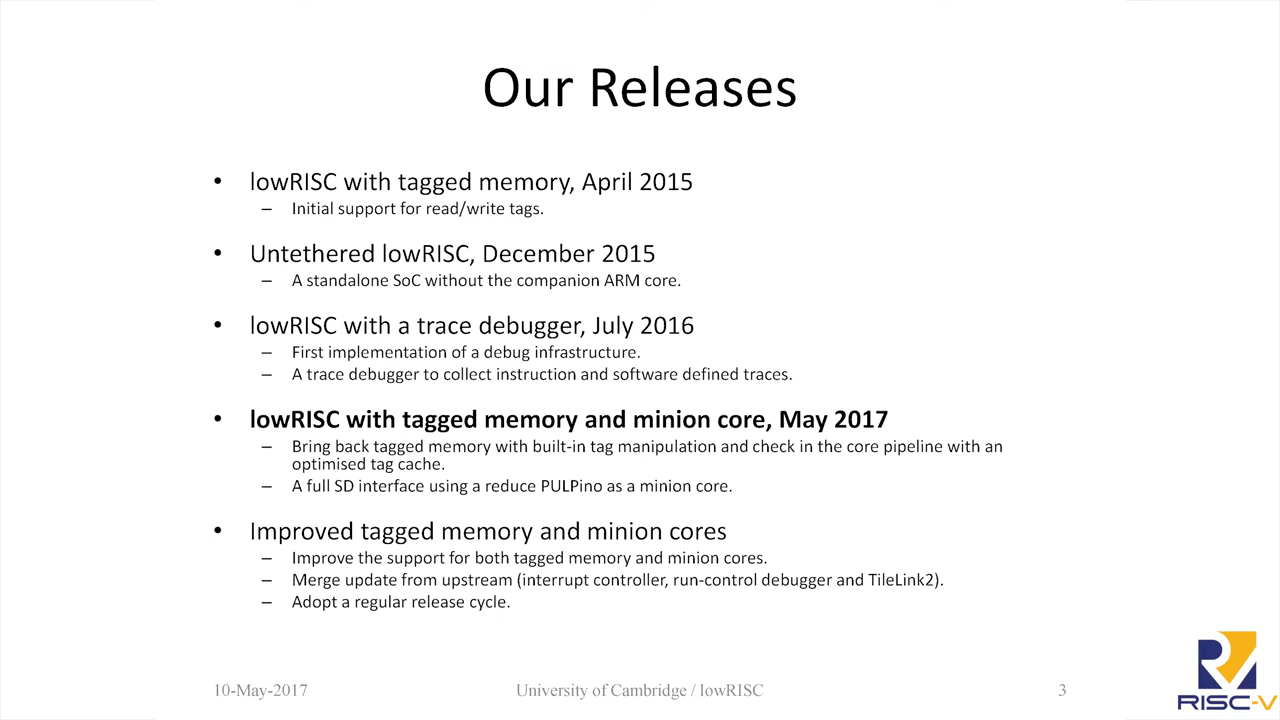 Our Releases
• lowRISC with tagged memory, April 2015
– Initial support for read/write tags.
• Untethered lowRISC, December 2015
– A standalone SoC without the companion ARM core.
• lowRISC with a trace debugger, July 2016
– First implementation of a debug infrastructure.
– A trace debugger to collect instruction and software defined traces.
• lowRISC with tagged memory and minion core, May 2017
– Bring back tagged memory with built-in tag manipulation and check in the core pipeline with an
optimised tag cache.
– A full SD interface using a reduce PULPino as a minion core.
• Improved tagged memory and minion cores
– Improve the support for both tagged memory and minion cores.
– Merge update from upstream (interrupt controller, run-control debugger and TileLink2).
– Adopt a regular release cycle.
10-May-2017
University of Cambridge / lowRISC
3
RISC-V